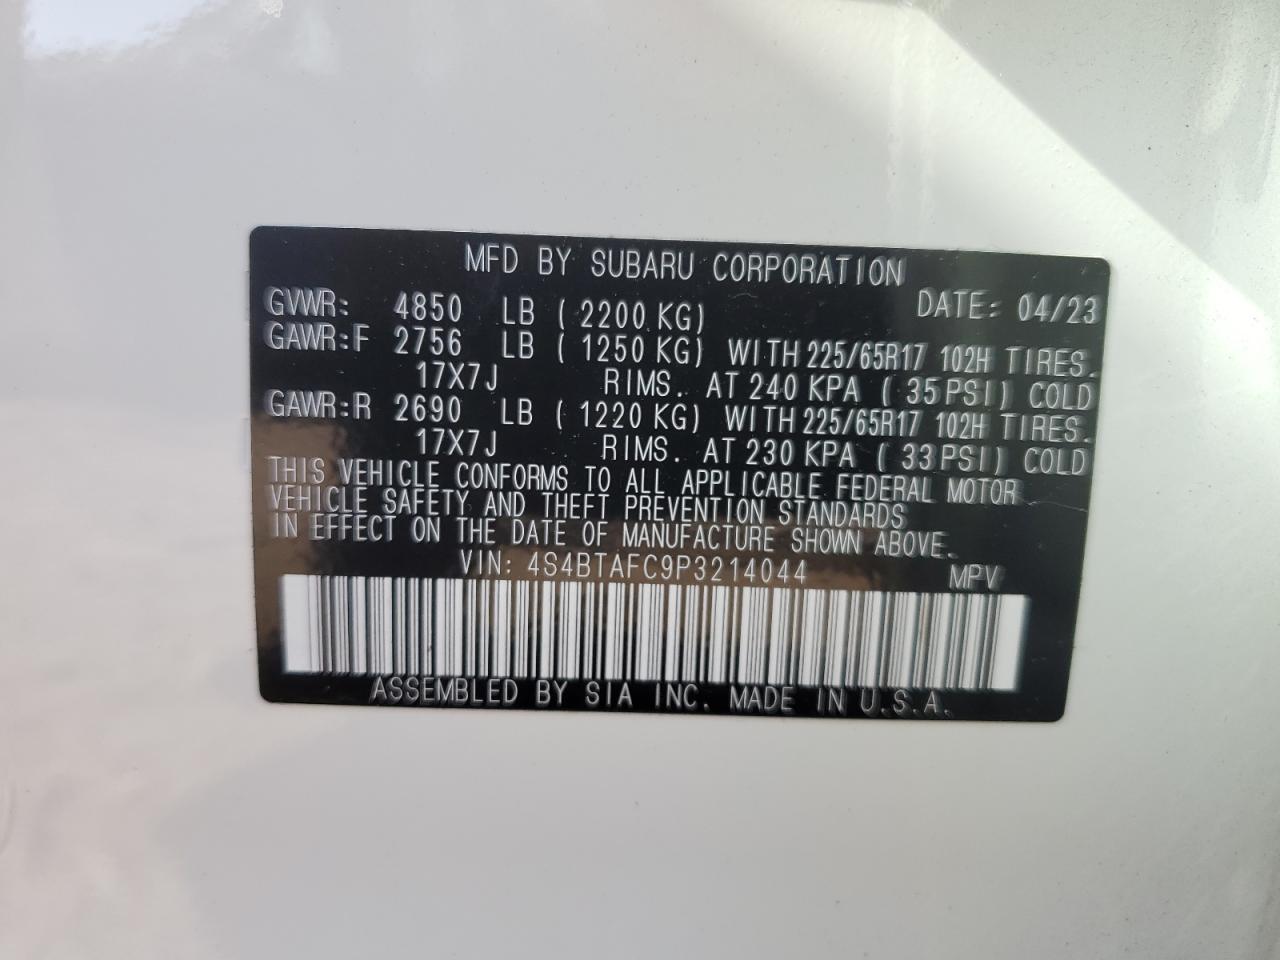 MFD BY SUBARU CORPORATION
GVWR: 4850 LB ( 2200 KG) DATE: 04/23
GAWR:F 2756 LB ( 1250 KG) WITH 225/65R17 102H TIRES.
17X7J RIMS. AT 240 KPA ( 35PSI) COLD
GAWR:R 2690 LB ( 1220 KG) WITH 225/65R17 102H TIRES.
17X7J RIMS. AT 230 KPA ( 33PSI) COLD
THIS VEHICLE CONFORMS TO ALL APPLICABLE FEDERAL MOTOR
VEHICLE SAFETY AND THEFT PREVENTION STANDARDS
IN EFFECT ON THE DATE OF MANUFACTURE SHOWN ABOVE.
VIN: 4S4BTAFC9P3214044 MPV
ASSEMBLED BY SIA INC. MADE IN U.S.A.